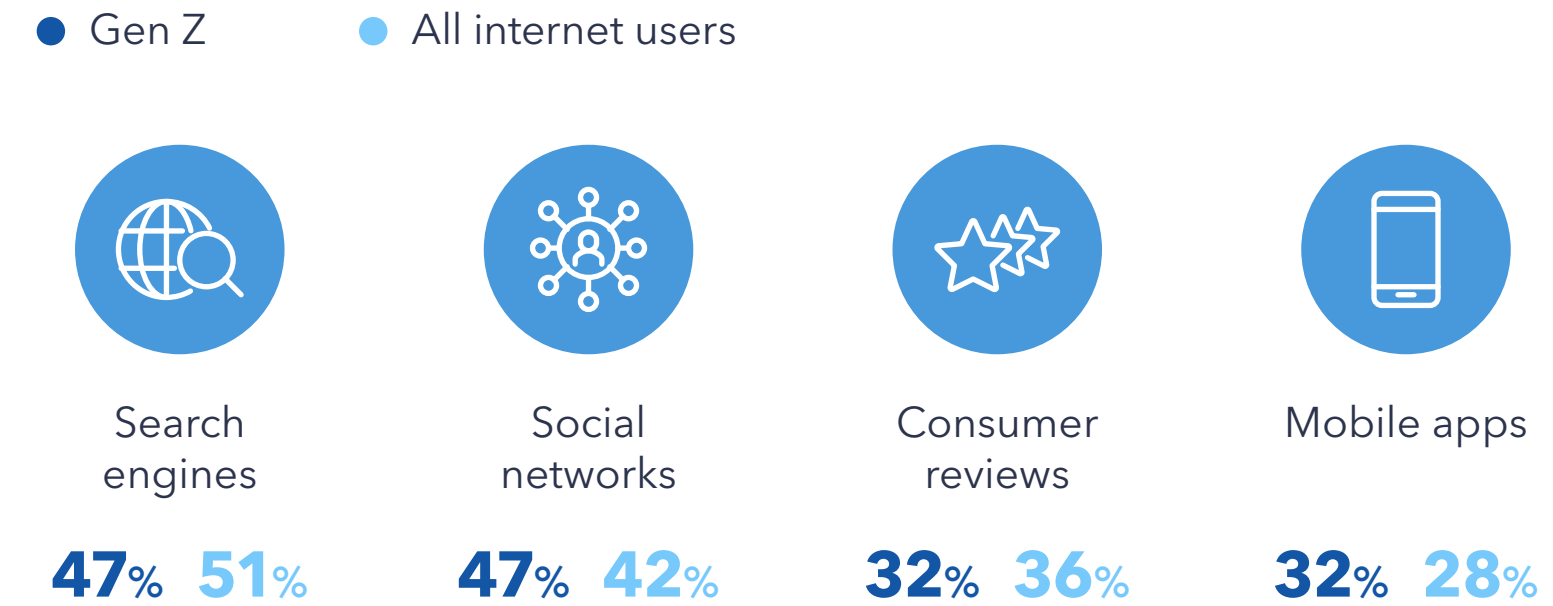 Gen Z
All internet users
Search
engines
47% 51%
Social
networks
47% 42%
Consumer
reviews
32% 36%
Mobile apps
32% 28%